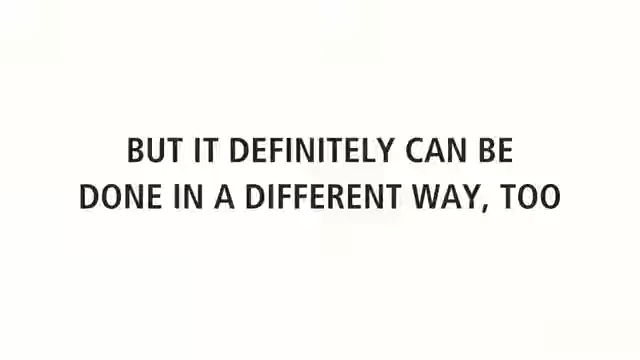 BUT IT DEFINITELY CAN BE
DONE IN A DIFFERENT WAY, TOO